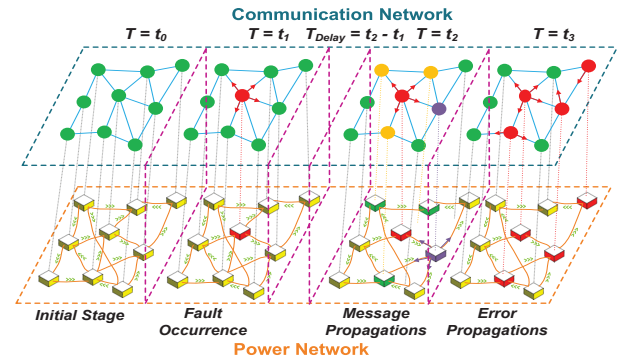 Communication Network
T = t0 T = t1 TDelay = t2 - t1 T = t2 T = t3
Initial Stage
Fault
Occurrence
Message
Propagations
Error
Propagations
Power Network